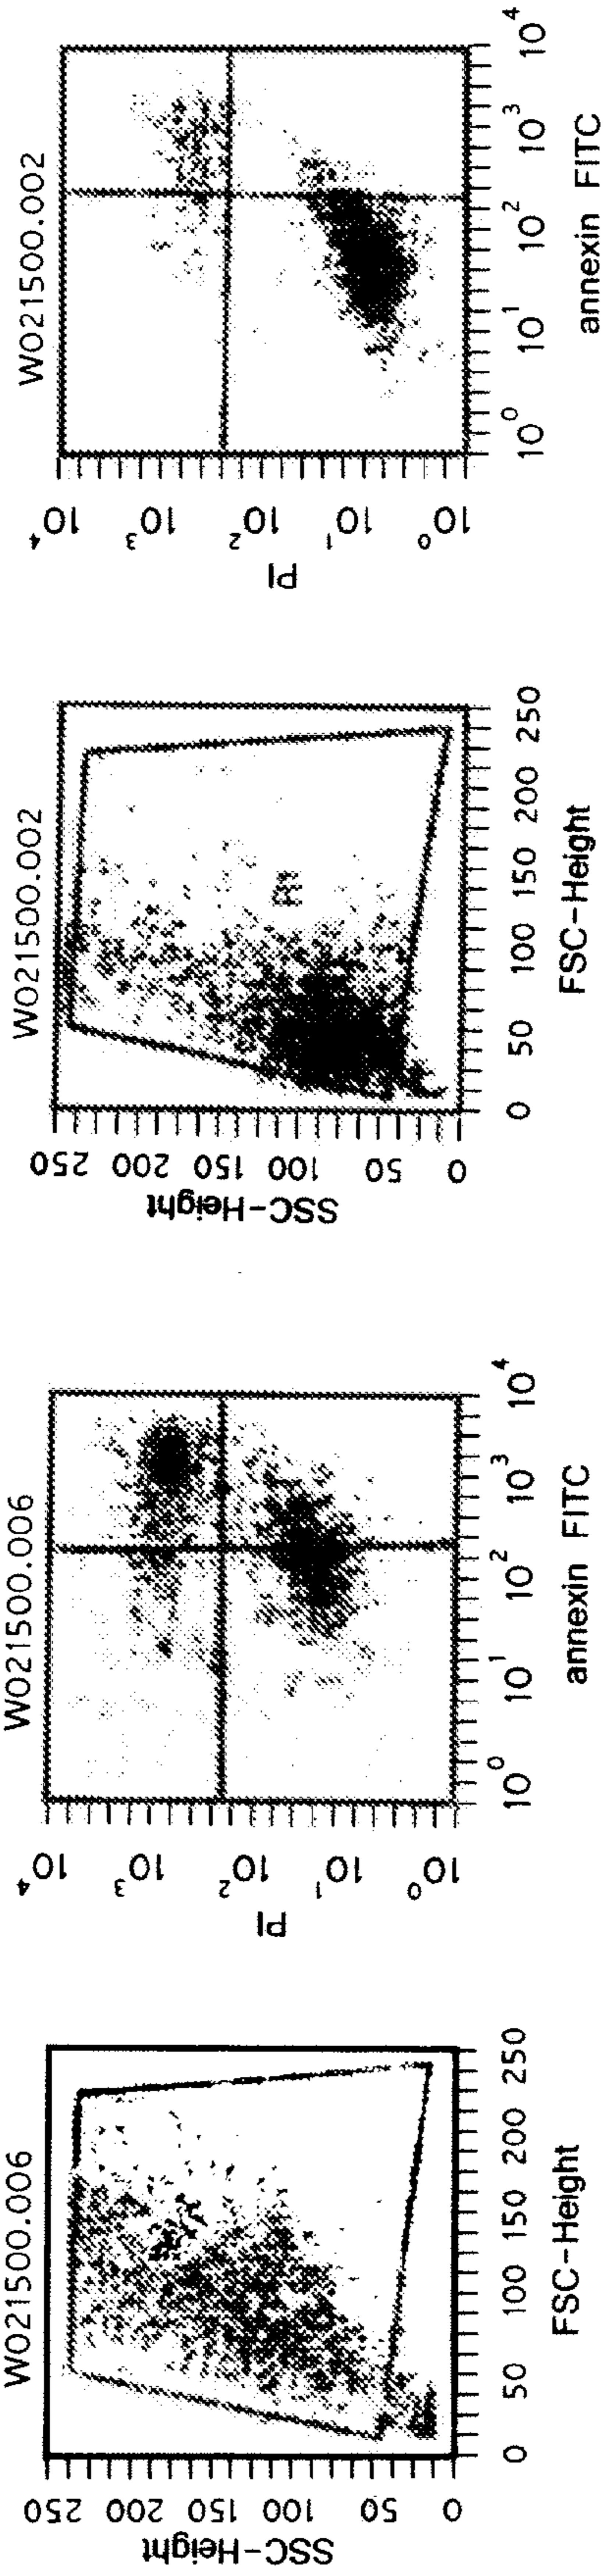 W021500.006
SSC-Height
250
200
150
100
50
0
0 50 100 150 200 250
FSC-Height
W021500.006
PI
10⁴
10³
10²
10¹
10⁰
10⁰ 10¹ 10² 10³ 10⁴
annexin FITC
W021500.002
SSC-Height
250
200
150
100
50
0
R1
0 50 100 150 200 250
FSC-Height
W021500.002
PI
10⁴
10³
10²
10¹
10⁰
10⁰ 10¹ 10² 10³ 10⁴
annexin FITC